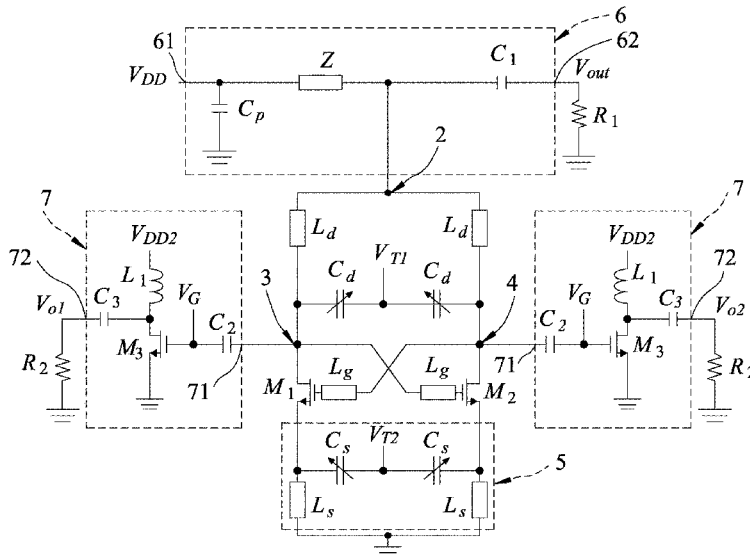 61
6
62
Z
C1
VDD
Vout
Cp
R1
2
7
7
Ld
Ld
VDD2
VDD2
72
L1
VT1
L1
72
Cd
Cd
Vo1
C3
VG
3
4
VG
C3
Vo2
C2
C2
R2
M3
71
M1
Lg
Lg
M2
71
M3
R2
VT2
Cs
Cs
5
Ls
Ls